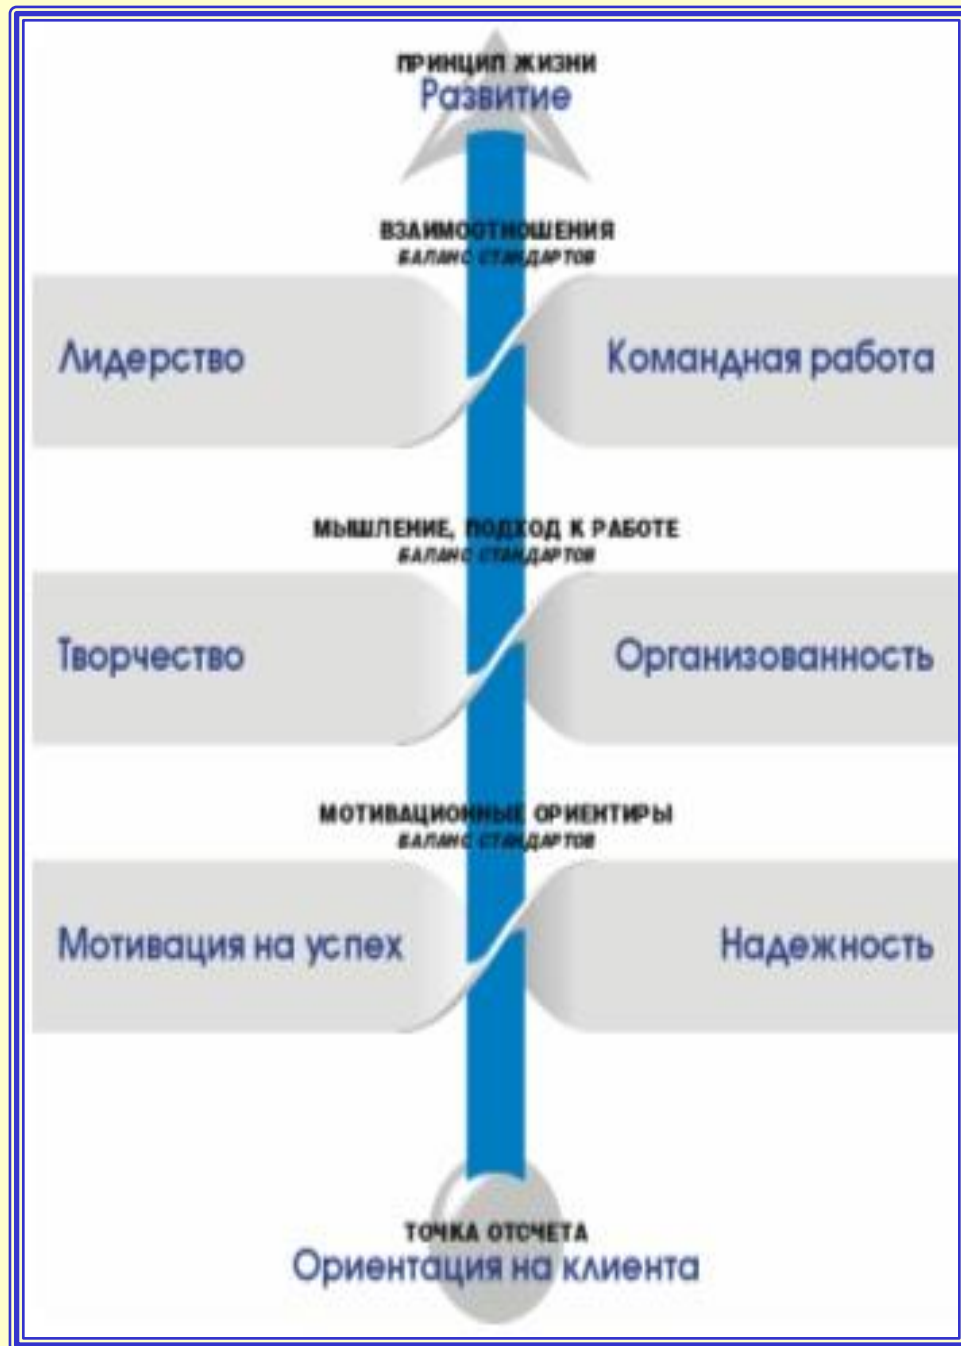 ПРИНЦИП ЖИЗНИ
Развитие
ВЗАИМООТНОШЕНИЯ
БАЛАНС СТАНДАРТОВ
Лидерство
Командная работа
МЫШЛЕНИЕ, ПОДХОД К РАБОТЕ
БАЛАНС СТАНДАРТОВ
Творчество
Организованность
МОТИВАЦИОННЫЕ ОРИЕНТИРЫ
БАЛАНС СТАНДАРТОВ
Мотивация на успех
Надежность
ТОЧКА ОТСЧЕТА
Ориентация на клиента